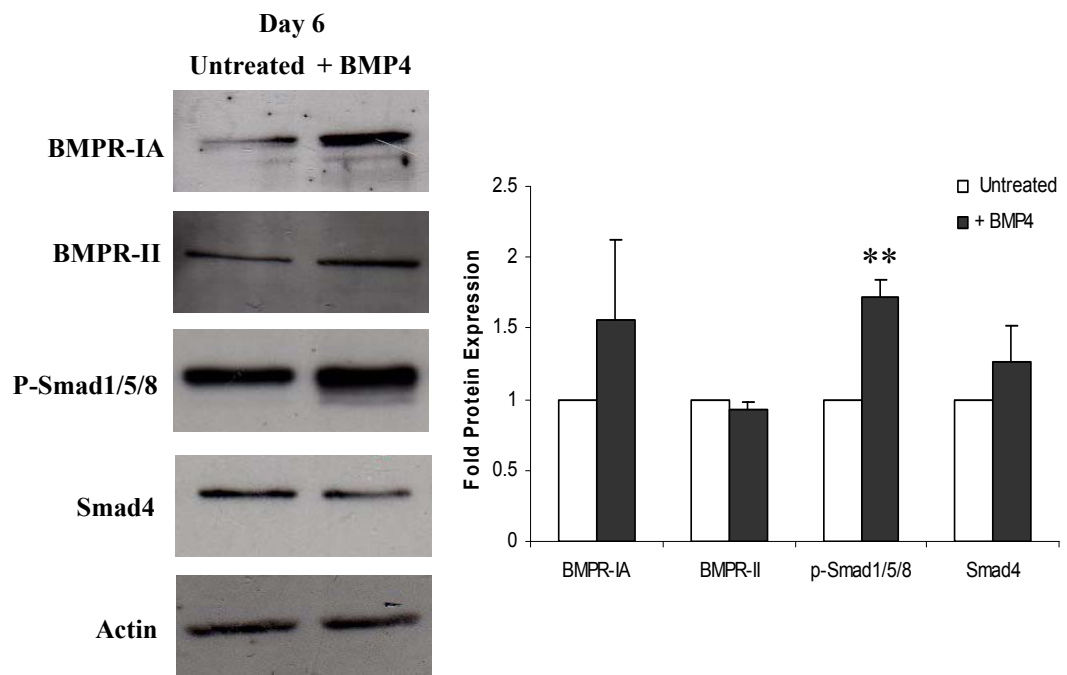 Day 6
Untreated + BMP4
BMPR-IA
BMPR-II
P-Smad1/5/8
Smad4
Actin
Fold Protein Expression
2.5
2
1.5
1
0.5
0
Untreated
+ BMP4
**
BMPR-IA BMPR-II p-Smad1/5/8 Smad4